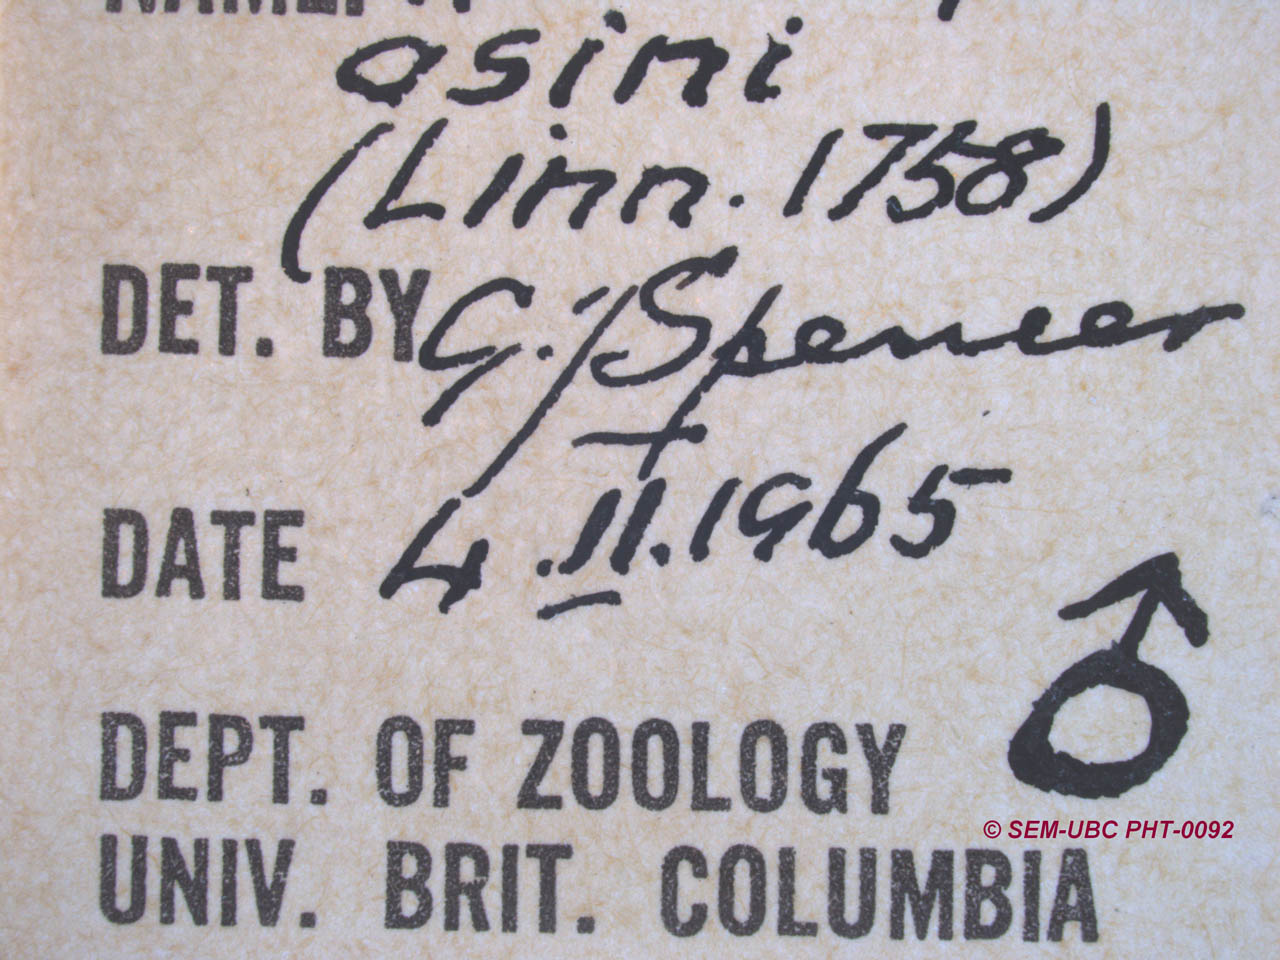 asini
(Linn. 1758)
DET. BY G. J. Spencer
DATE 4.II.1965
♂
DEPT. OF ZOOLOGY
© SEM-UBC PHT-0092
UNIV. BRIT. COLUMBIA